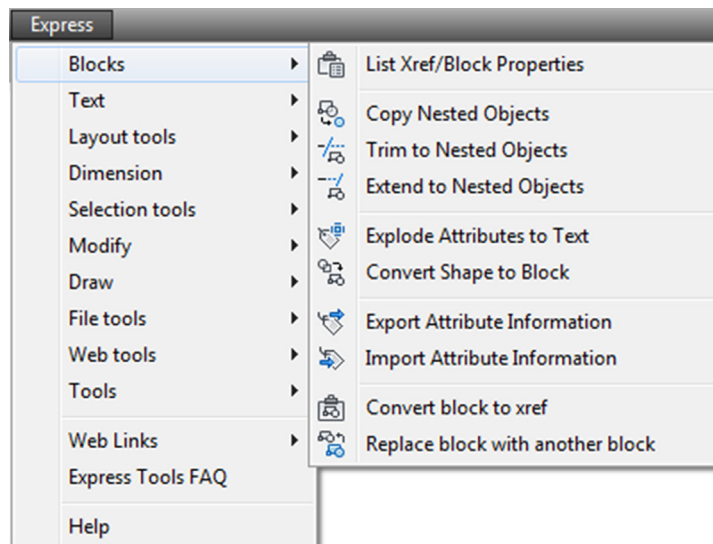 Express
Blocks
Text
Layout tools
Dimension
Selection tools
Modify
Draw
File tools
Web tools
Tools
Web Links
Express Tools FAQ
Help
List Xref/Block Properties
Copy Nested Objects
Trim to Nested Objects
Extend to Nested Objects
Explode Attributes to Text
Convert Shape to Block
Export Attribute Information
Import Attribute Information
Convert block to xref
Replace block with another block